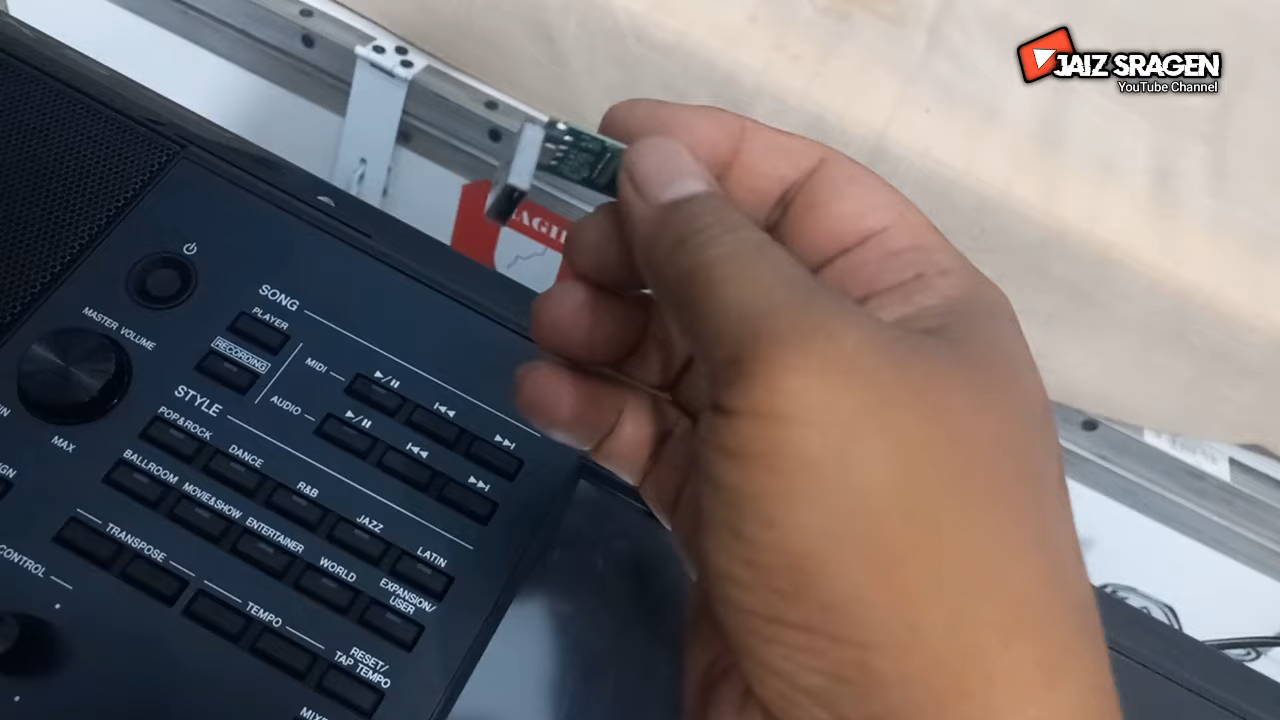 JAIZ SRAGEN
YouTube Channel
AGIL
MASTER VOLUME
MAX
SONG
PLAYER
RECORDING
MIDI
AUDIO
STYLE
POP&ROCK
DANCE
R&B
JAZZ
LATIN
BALLROOM
MOVIE&SHOW
ENTERTAINER
WORLD
EXPANSION/
USER
TRANSPOSE
TEMPO
RESET/
TAP TEMPO
CONTROL